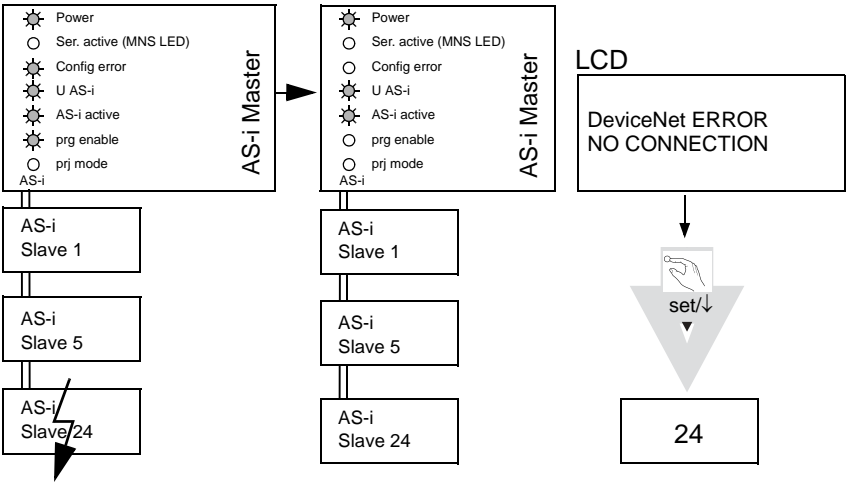 Power
Ser. active (MNS LED)
Config error
U AS-i
AS-i active
prg enable
prj mode
AS-i
AS-i Master
AS-i
Slave 1
AS-i
Slave 5
AS-i
Slave 24
Power
Ser. active (MNS LED)
Config error
U AS-i
AS-i active
prg enable
prj mode
AS-i
AS-i Master
AS-i
Slave 1
AS-i
Slave 5
AS-i
Slave 24
LCD
DeviceNet ERROR
NO CONNECTION
set/↓
24